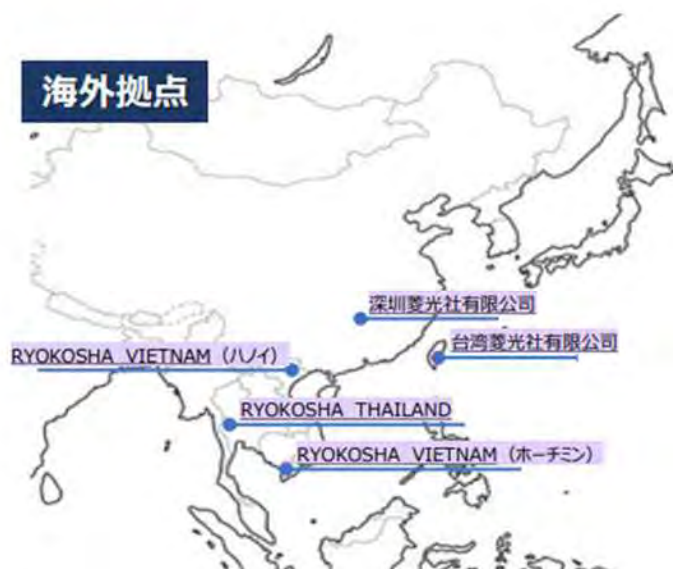 海外拠点
深圳菱光社有限公司
台湾菱光社有限公司
RYOKOSHA VIETNAM（ハノイ）
RYOKOSHA THAILAND
RYOKOSHA VIETNAM（ホーチミン）